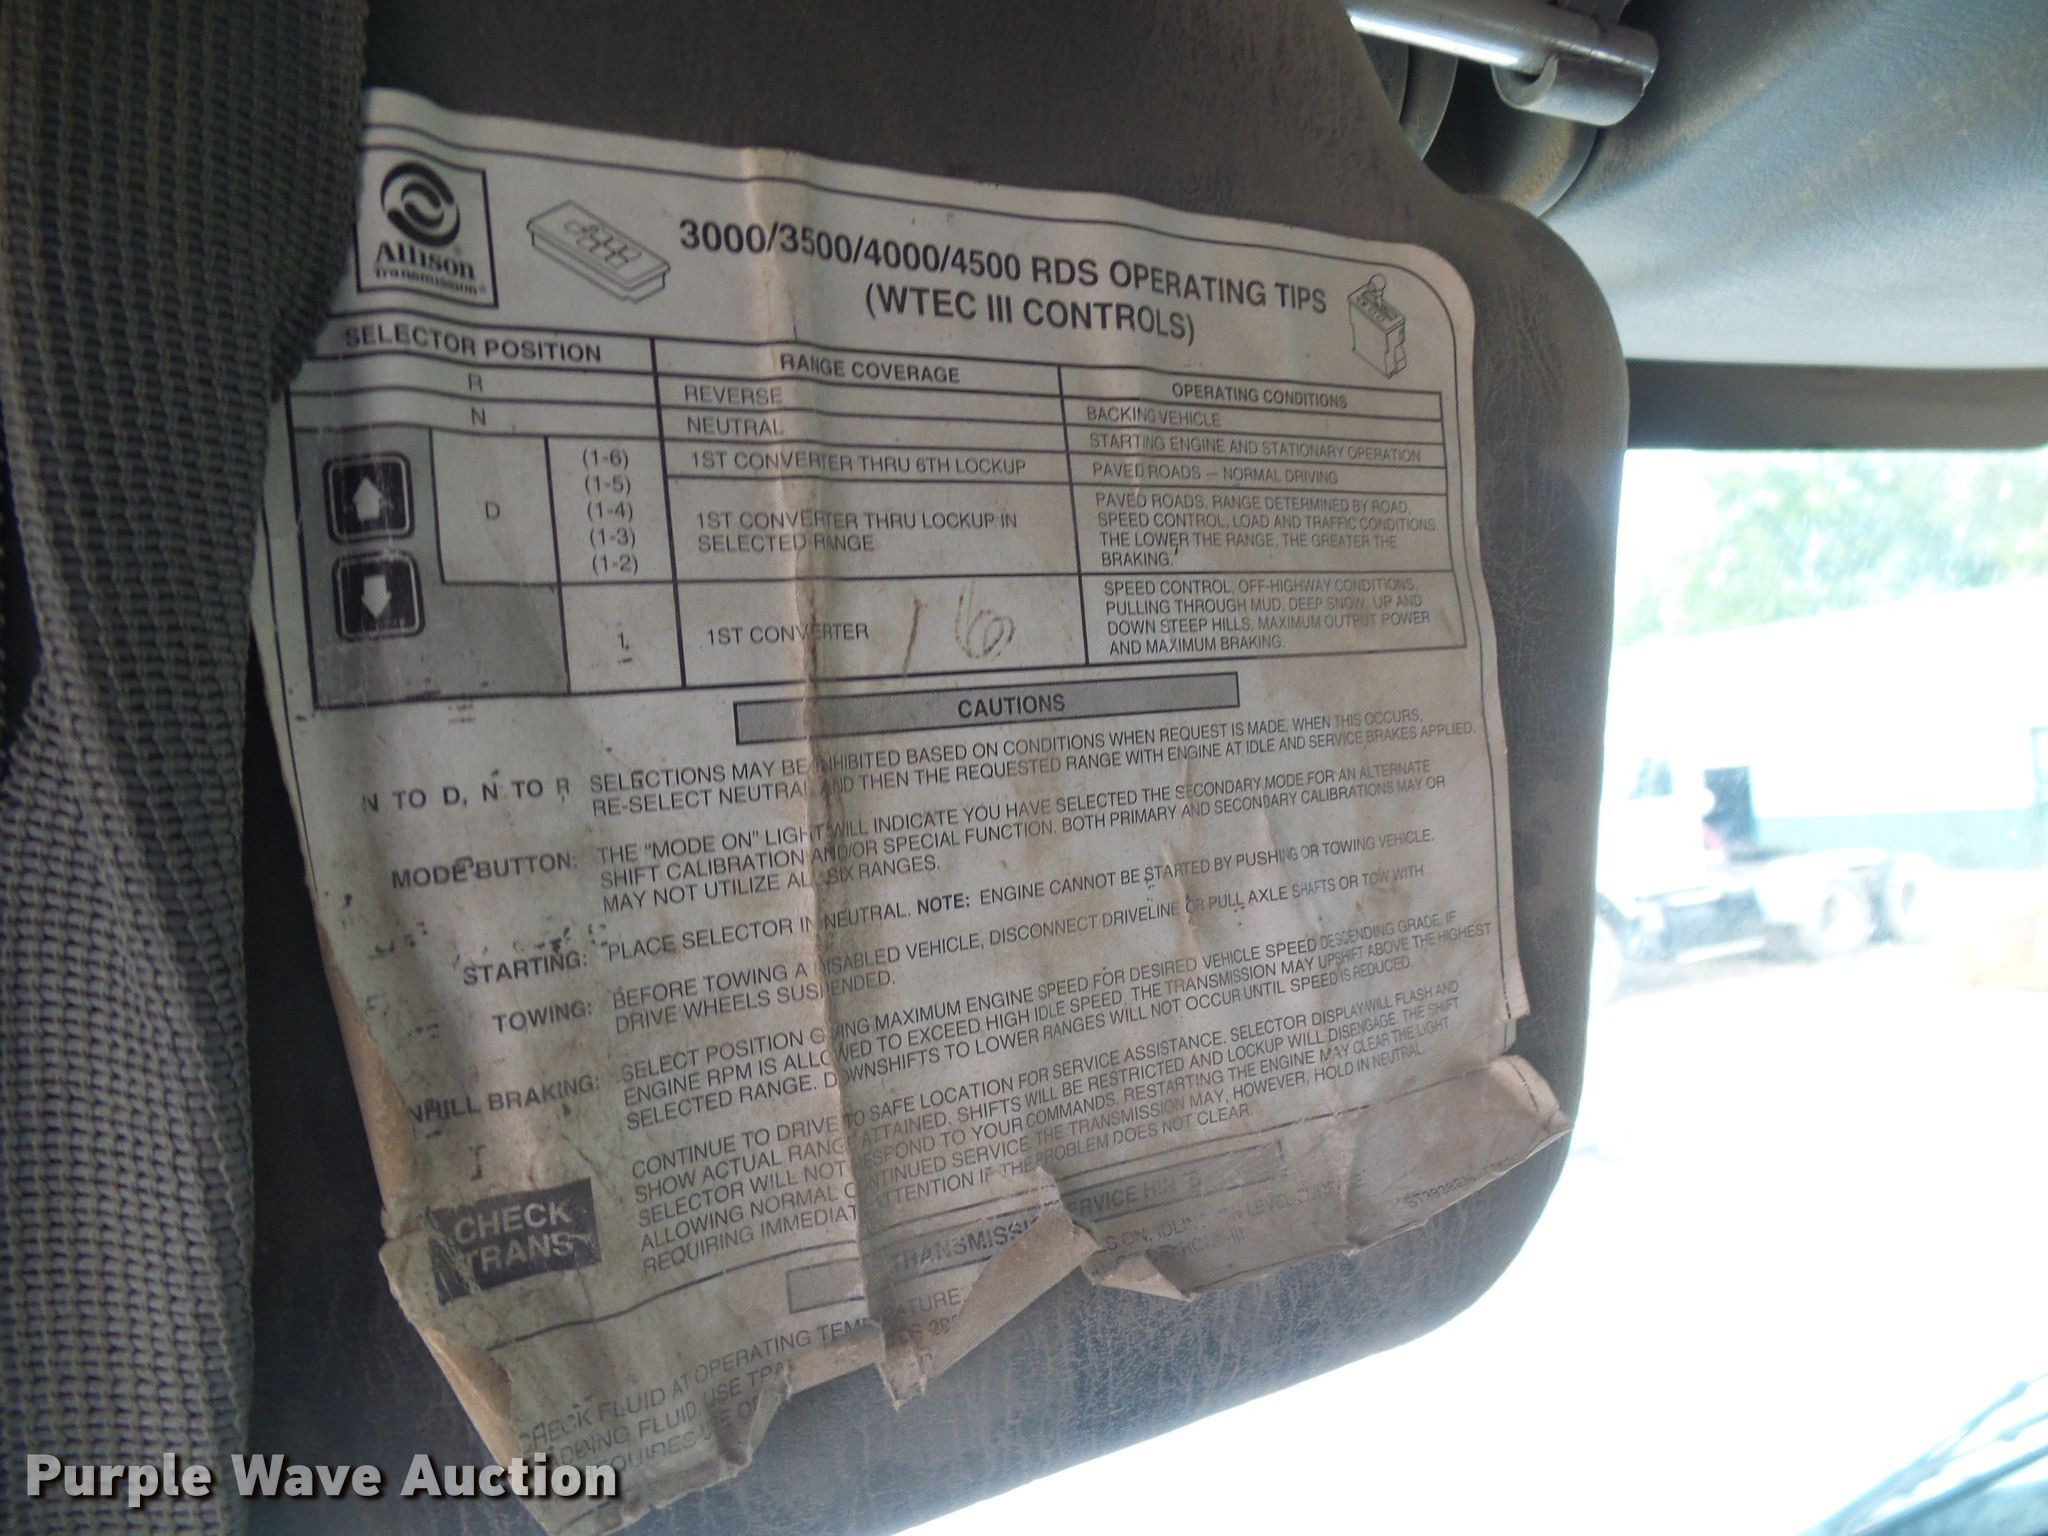 Allison
Transmission®
3000/3500/4000/4500 RDS OPERATING TIPS
(WTEC III CONTROLS)
SELECTOR POSITION
RANGE COVERAGE
OPERATING CONDITIONS
R
REVERSE
BACKING VEHICLE
N
NEUTRAL
STARTING ENGINE AND STATIONARY OPERATION
D
(1-6)
1ST CONVERTER THRU 6TH LOCKUP
PAVED ROADS – NORMAL DRIVING
(1-5)
(1-4)
(1-3)
(1-2)
1ST CONVERTER THRU LOCKUP IN
SELECTED RANGE
PAVED ROADS, RANGE DETERMINED BY ROAD,
SPEED CONTROL, LOAD AND TRAFFIC CONDITIONS.
THE LOWER THE RANGE, THE GREATER THE
BRAKING.
1
1ST CONVERTER
16
SPEED CONTROL, OFF-HIGHWAY CONDITIONS,
PULLING THROUGH MUD, DEEP SNOW, UP AND
DOWN STEEP HILLS, MAXIMUM OUTPUT POWER
AND MAXIMUM BRAKING.
CAUTIONS
N TO D, N TO R
SELECTIONS MAY BE INHIBITED BASED ON CONDITIONS WHEN REQUEST IS MADE. WHEN THIS OCCURS,
RE-SELECT NEUTRAL AND THEN THE REQUESTED RANGE WITH ENGINE AT IDLE AND SERVICE BRAKES APPLIED.
MODE BUTTON:
THE "MODE ON" LIGHT WILL INDICATE YOU HAVE SELECTED THE SECONDARY MODE FOR AN ALTERNATE
SHIFT CALIBRATION AND/OR SPECIAL FUNCTION. BOTH PRIMARY AND SECONDARY CALIBRATIONS MAY OR
MAY NOT UTILIZE ALL SIX RANGES.
STARTING:
PLACE SELECTOR IN NEUTRAL. NOTE: ENGINE CANNOT BE STARTED BY PUSHING OR TOWING VEHICLE.
TOWING:
BEFORE TOWING A DISABLED VEHICLE, DISCONNECT DRIVELINE OR PULL AXLE SHAFTS OR TOW WITH
DRIVE WHEELS SUSPENDED.
NHILL BRAKING:
SELECT POSITION GIVING MAXIMUM ENGINE SPEED FOR DESIRED VEHICLE SPEED DESCENDING GRADE. IF
ENGINE RPM IS ALLOWED TO EXCEED HIGH IDLE SPEED, THE TRANSMISSION MAY UPSHIFT ABOVE THE HIGHEST
SELECTED RANGE. DOWNSHIFTS TO LOWER RANGES WILL NOT OCCUR UNTIL SPEED IS REDUCED.
CHECK
TRANS
CONTINUE TO DRIVE TO SAFE LOCATION FOR SERVICE ASSISTANCE. SELECTOR DISPLAY WILL FLASH AND
SHOW ACTUAL RANGE ATTAINED. SHIFTS WILL BE RESTRICTED AND LOCKUP WILL DISENGAGE. THE SHIFT
SELECTOR WILL NOT RESPOND TO YOUR COMMANDS. RESTARTING THE ENGINE MAY CLEAR THE LIGHT
ALLOWING NORMAL CONTINUED SERVICE. THE TRANSMISSION MAY, HOWEVER, HOLD IN NEUTRAL
REQUIRING IMMEDIATE ATTENTION IF THE PROBLEM DOES NOT CLEAR.
TRANSMISSION SERVICE HINTS
CHECK FLUID AT OPERATING TEMPERATURE:
FLUID, USE
Purple Wave Auction